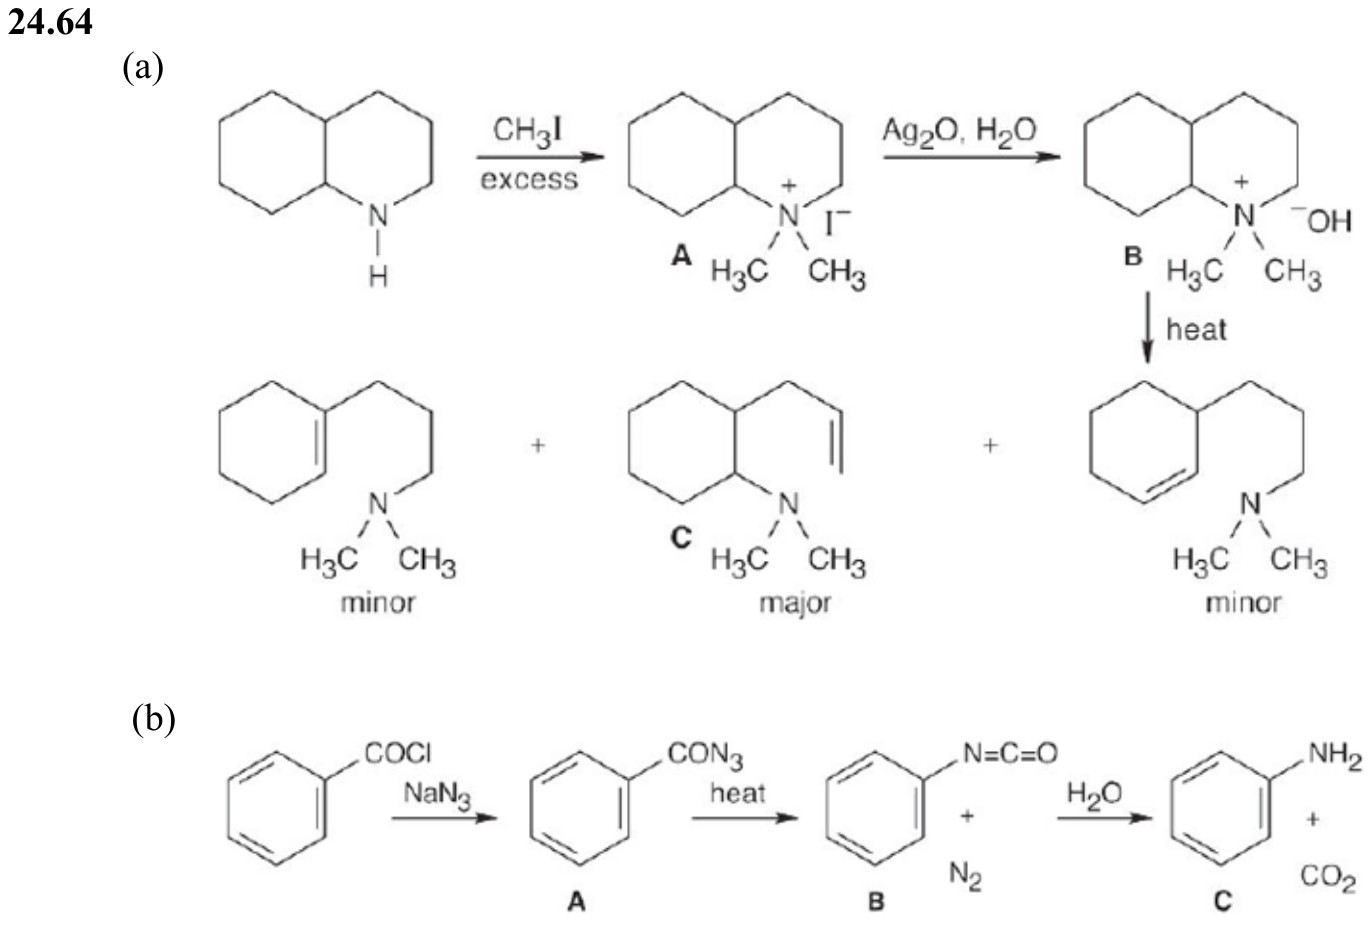 24.64
(a)
CH3I
excess
N
H
+
N
I−
H3C CH3
A
Ag2O, H2O
+
N
−OH
H3C CH3
B
heat
N
H3C CH3
minor
+
N
H3C CH3
C
major
+
N
H3C CH3
minor
(b)
COCl
NaN3
CON3
A
heat
N=C=O
+
N2
B
H2O
NH2
+
CO2
C